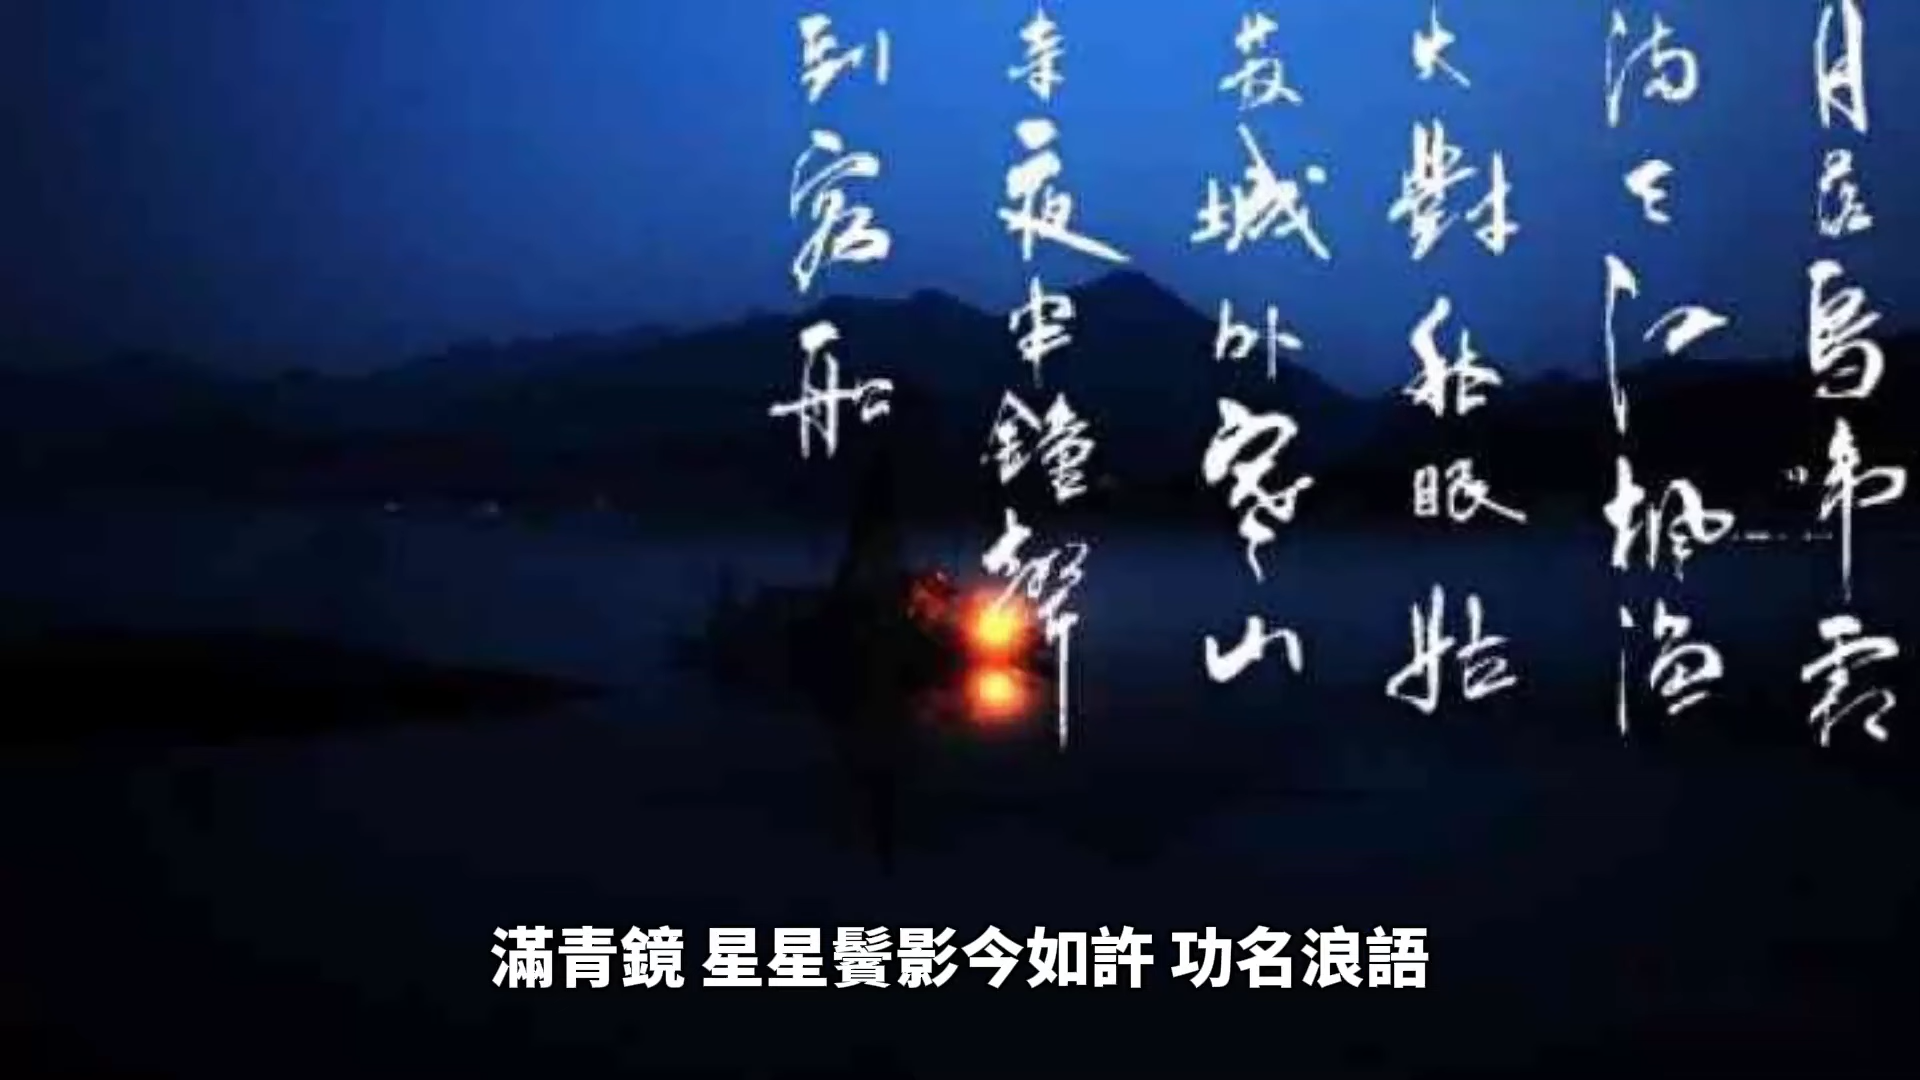 月落烏啼霜
滿天江楓漁
火對愁眠姑
蘇城外寒山
寺夜半鐘聲
到客船
滿青鏡 星星鬢影今如許 功名浪語